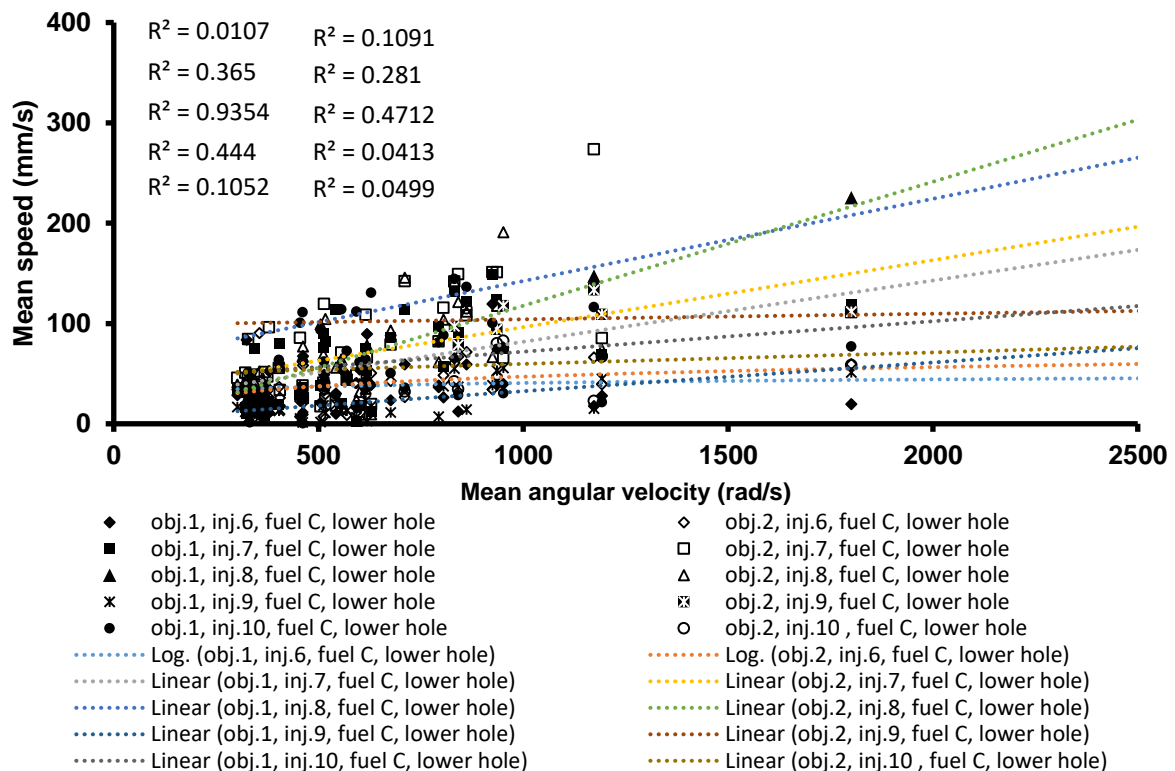 400
R² = 0.0107 R² = 0.1091
R² = 0.365 R² = 0.281
300
R² = 0.9354 R² = 0.4712
R² = 0.444 R² = 0.0413
R² = 0.1052 R² = 0.0499
200
100
0
Mean speed (mm/s)
0 500 1000 1500 2000 2500
Mean angular velocity (rad/s)
obj.1, inj.6, fuel C, lower hole obj.2, inj.6, fuel C, lower hole
obj.1, inj.7, fuel C, lower hole obj.2, inj.7, fuel C, lower hole
obj.1, inj.8, fuel C, lower hole obj.2, inj.8, fuel C, lower hole
obj.1, inj.9, fuel C, lower hole obj.2, inj.9, fuel C, lower hole
obj.1, inj.10, fuel C, lower hole obj.2, inj.10 , fuel C, lower hole
Log. (obj.1, inj.6, fuel C, lower hole) Log. (obj.2, inj.6, fuel C, lower hole)
Linear (obj.1, inj.7, fuel C, lower hole) Linear (obj.2, inj.7, fuel C, lower hole)
Linear (obj.1, inj.8, fuel C, lower hole) Linear (obj.2, inj.8, fuel C, lower hole)
Linear (obj.1, inj.9, fuel C, lower hole) Linear (obj.2, inj.9, fuel C, lower hole)
Linear (obj.1, inj.10, fuel C, lower hole) Linear (obj.2, inj.10 , fuel C, lower hole)